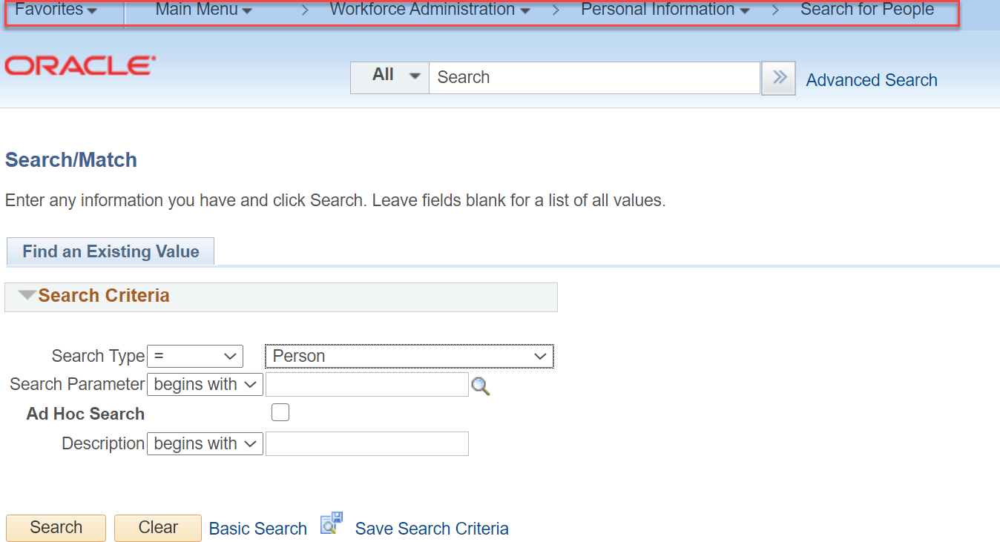 Favorites Main Menu > Workforce Administration > Personal Information > Search for People
ORACLE
All Search Advanced Search
Search/Match
Enter any information you have and click Search. Leave fields blank for a list of all values.
Find an Existing Value
Search Criteria
Search Type = Person
Search Parameter begins with
Ad Hoc Search
Description begins with
Search Clear Basic Search Save Search Criteria